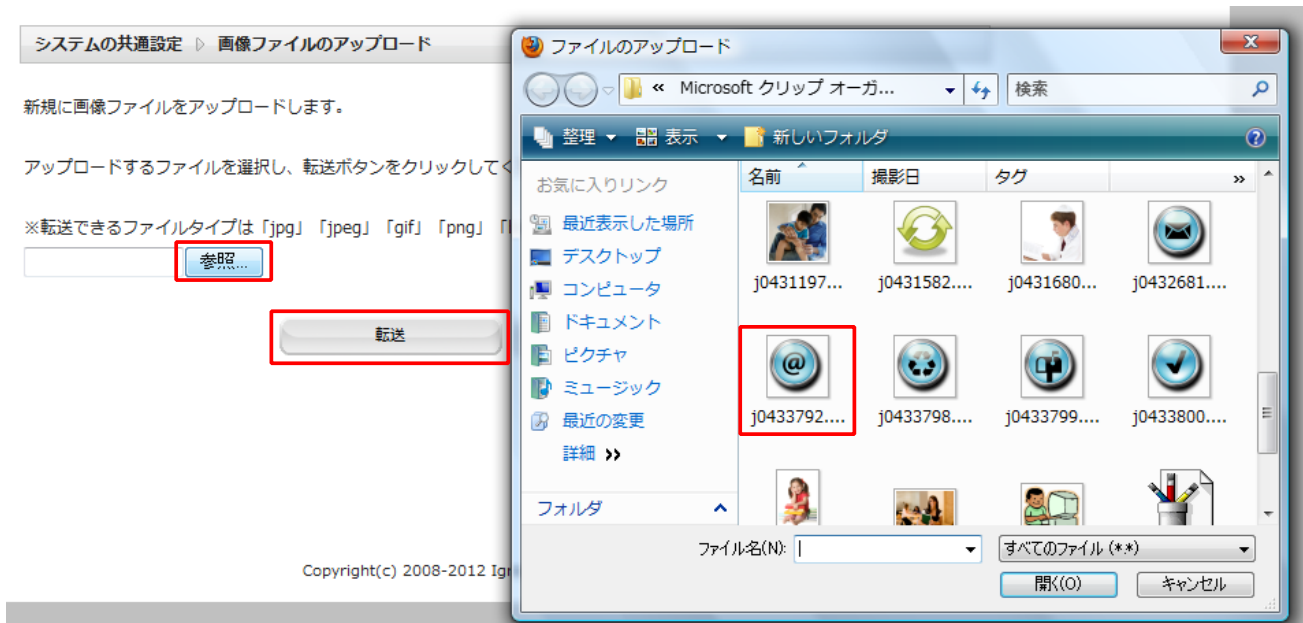 システムの共通設定 ▷ 画像ファイルのアップロード
新規に画像ファイルをアップロードします。
アップロードするファイルを選択し、転送ボタンをクリックして
※転送できるファイルタイプは「jpg」「jpeg」「gif」「png」「
参照...
転送
Copyright(c) 2008-2012
ファイルのアップロード
« Microsoft クリップ オーガ...
検索
整理 表示 新しいフォルダ
お気に入りリンク
最近表示した場所
デスクトップ
コンピュータ
ドキュメント
ピクチャ
ミュージック
最近の変更
詳細 »
フォルダ
名前 撮影日 タグ »
j0431197... j0431582.... j0431680... j0432681....
j0433792.... j0433798.... j0433799.... j0433800....
ファイル名(N): すべてのファイル (*.*)
開く(O) キャンセル